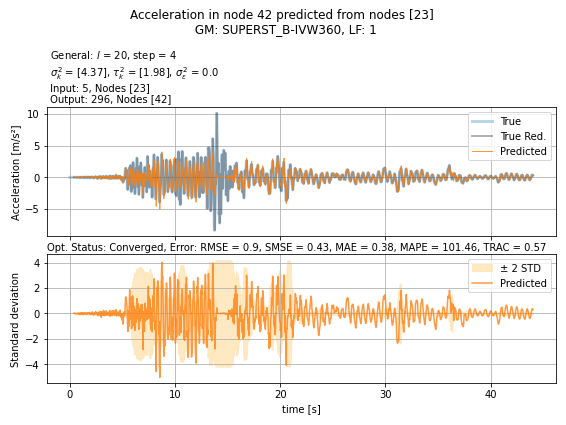 Acceleration in node 42 predicted from nodes [23]
GM: SUPERST_B-IVW360, LF: 1
General: l = 20, step = 4
σ²ₖ = [4.37], τ²ₖ = [1.98], σ²ₑ = 0.0
Input: 5, Nodes [23]
Output: 296, Nodes [42]
Acceleration [m/s²]
10
5
0
−5
True
True Red.
Predicted
Opt. Status: Converged, Error: RMSE = 0.9, SMSE = 0.43, MAE = 0.38, MAPE = 101.46, TRAC = 0.57
Standard deviation
4
2
0
−2
−4
± 2 STD
Predicted
0 10 20 30 40
time [s]